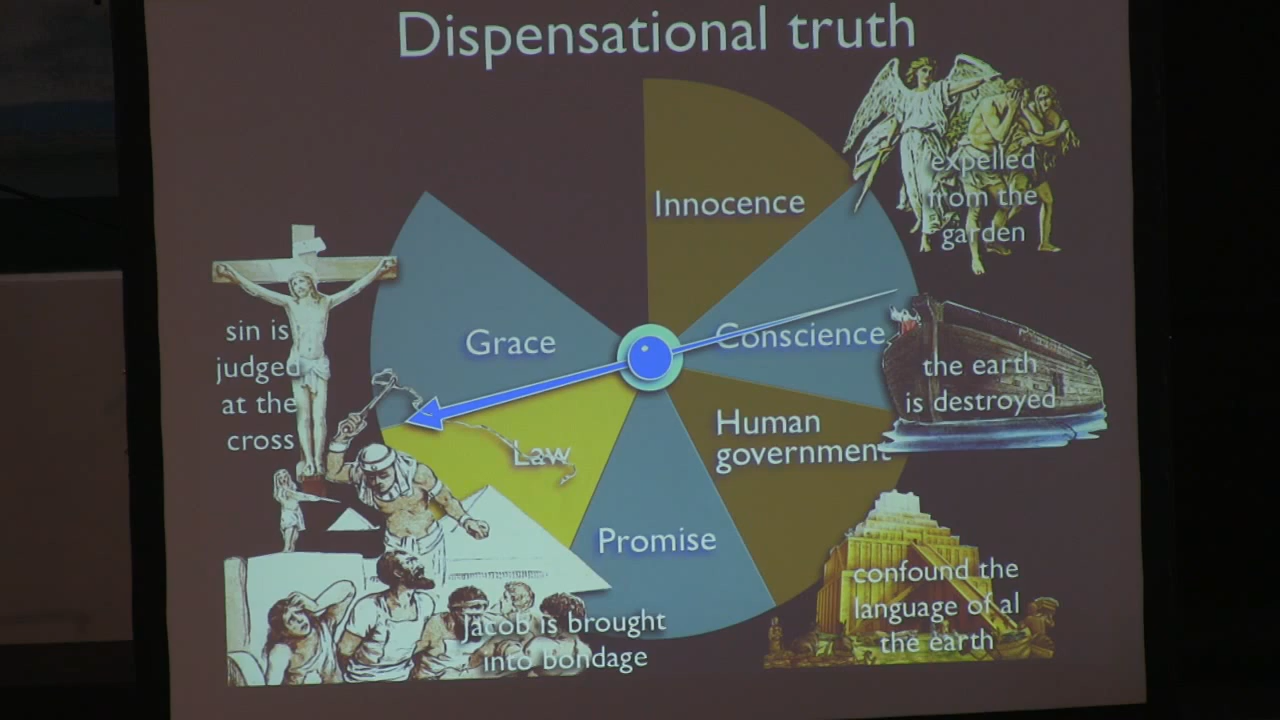 Dispensational truth
Innocence
expelled
from the
garden
Conscience
the earth
is destroyed
Human
government
confound the
language of al
the earth
Promise
Jacob is brought
into bondage
Law
Grace
sin is
judged
at the
cross